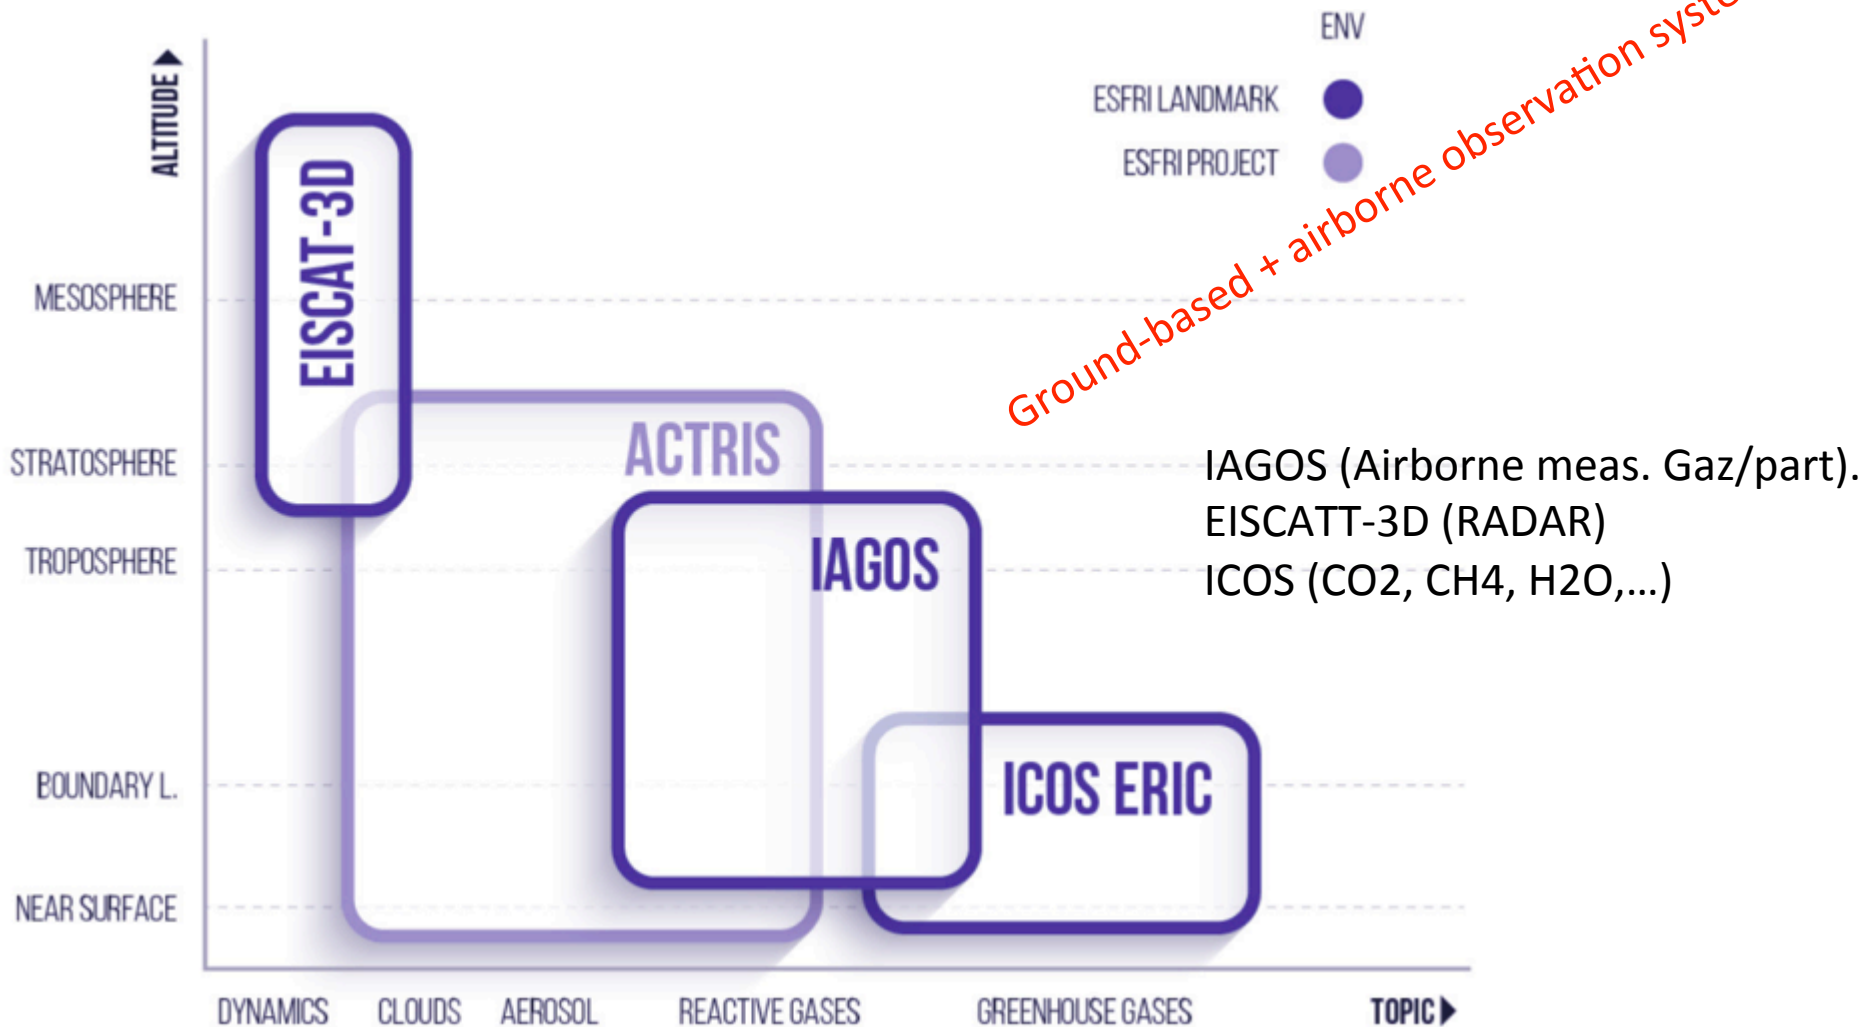 ENV
ESFRI LANDMARK
ESFRI PROJECT
Ground-based + airborne observation
ALTITUDE
MESOSPHERE
STRATOSPHERE
TROPOSPHERE
BOUNDARY L.
NEAR SURFACE
EISCAT-3D
ACTRIS
IAGOS
ICOS ERIC
IAGOS (Airborne meas. Gaz/part).
EISCATT-3D (RADAR)
ICOS (CO2, CH4, H2O,...)
DYNAMICS
CLOUDS
AEROSOL
REACTIVE GASES
GREENHOUSE GASES
TOPIC